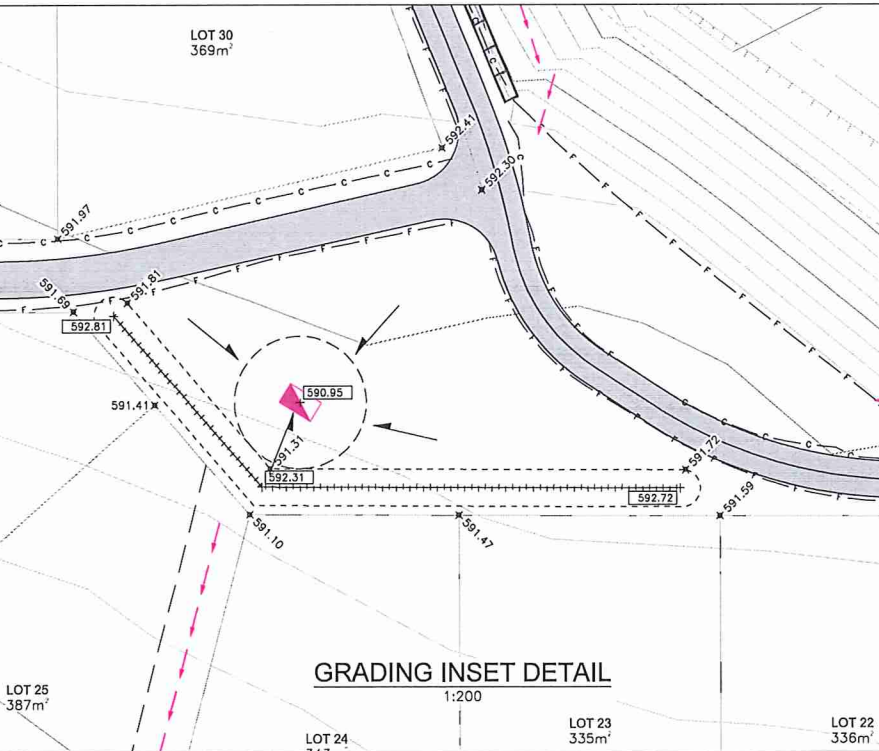 LOT 30
369m²
592.41
592.30
591.97
591.69
591.81
592.81
591.41
590.95
591.31
592.31
591.72
592.72
591.59
591.10
591.47
GRADING INSET DETAIL
1:200
LOT 25
387m²
LOT 24
LOT 23
335m²
LOT 22
336m²